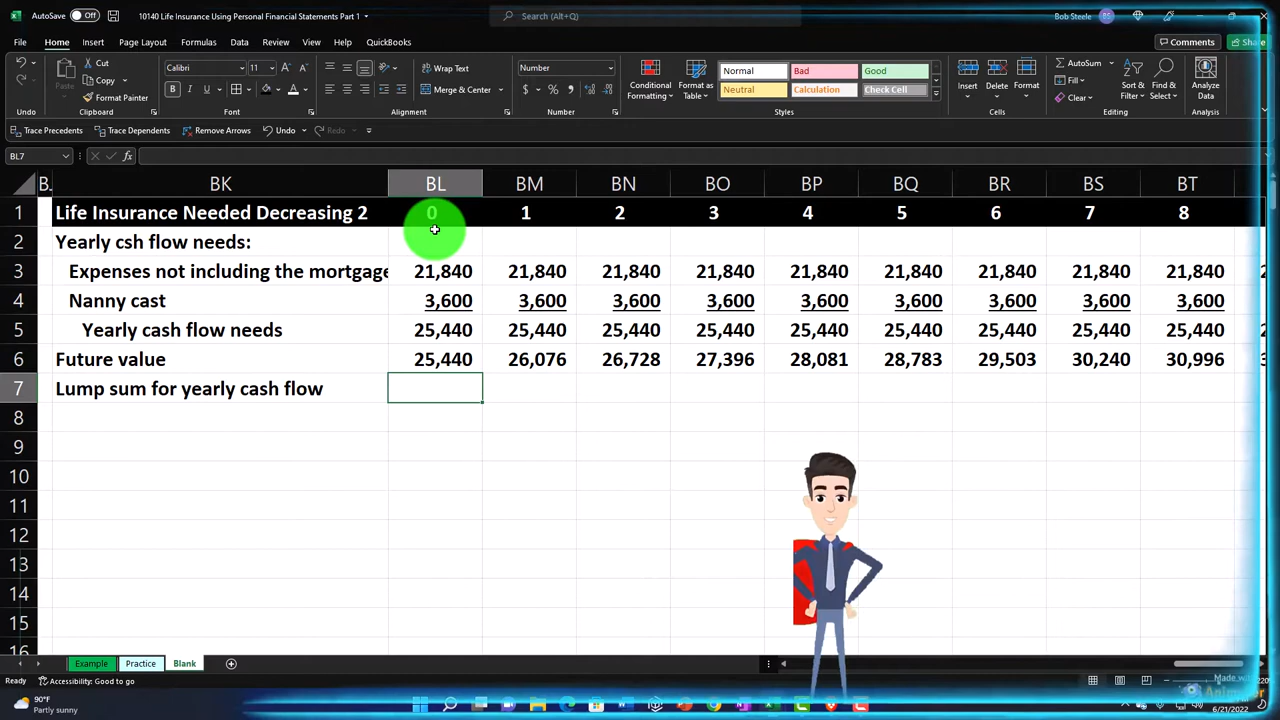 AutoSave Off 10140 Life Insurance Using Personal Financial Statements Part 1 Search (Alt+Q) Bob Steele BS
File Home Insert Page Layout Formulas Data Review View Help QuickBooks Comments Share
Cut Calibri 11 Wrap Text Number Normal Bad Good AutoSum
Copy Fill
Paste Format Painter Merge & Center Conditional Formatting Format as Table Neutral Calculation Check Cell Insert Delete Format Clear Sort & Filter Find & Select Analyze Data
Undo Clipboard Font Alignment Number Styles Cells Editing Analysis
Trace Precedents Trace Dependents Remove Arrows Undo Redo
BL7 fx
B BK BL BM BN BO BP BQ BR BS BT
1 Life Insurance Needed Decreasing 2 0 1 2 3 4 5 6 7 8
2 Yearly csh flow needs:
3 Expenses not including the mortgage 21,840 21,840 21,840 21,840 21,840 21,840 21,840 21,840 21,840
4 Nanny cast 3,600 3,600 3,600 3,600 3,600 3,600 3,600 3,600 3,600
5 Yearly cash flow needs 25,440 25,440 25,440 25,440 25,440 25,440 25,440 25,440 25,440
6 Future value 25,440 26,076 26,728 27,396 28,081 28,783 29,503 30,240 30,996
7 Lump sum for yearly cash flow
8
9
10
11
12
13
14
15
16
Example Practice Blank
Ready Accessibility: Good to go
90°F
Partly sunny
6/21/2022